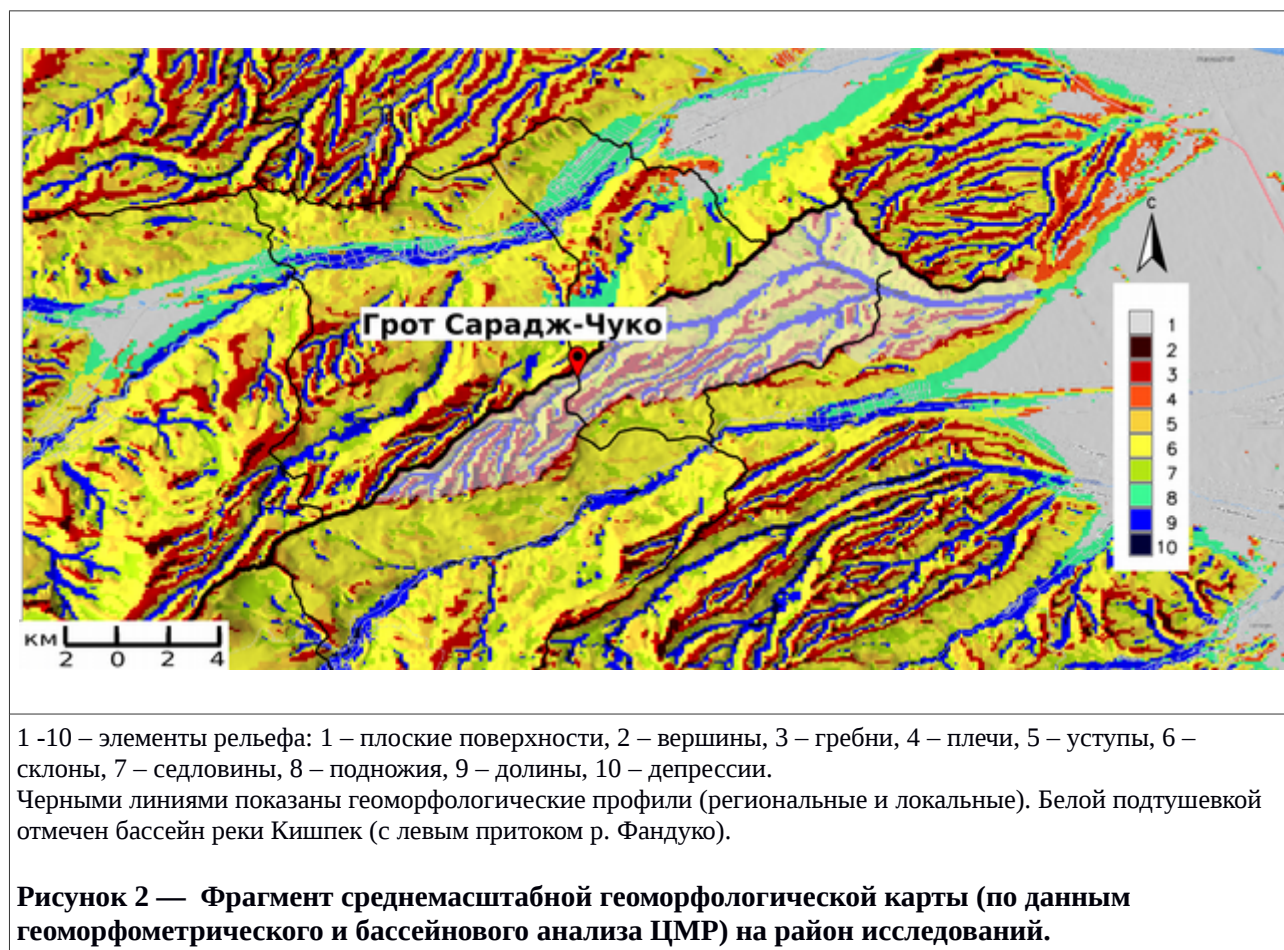 С
Грот Сарадж-Чуко
1
2
3
4
5
6
7
8
9
10
км
2 0 2 4
1 -10 – элементы рельефа: 1 – плоские поверхности, 2 – вершины, 3 – гребни, 4 – плечи, 5 – уступы, 6 –
склоны, 7 – седловины, 8 – подножия, 9 – долины, 10 – депрессии.
Черными линиями показаны геоморфологические профили (региональные и локальные). Белой подтушевкой
отмечен бассейн реки Кишпек (с левым притоком р. Фандуко).
Рисунок 2 — Фрагмент среднемасштабной геоморфологической карты (по данным
геоморфометрического и бассейнового анализа ЦМР) на район исследований.